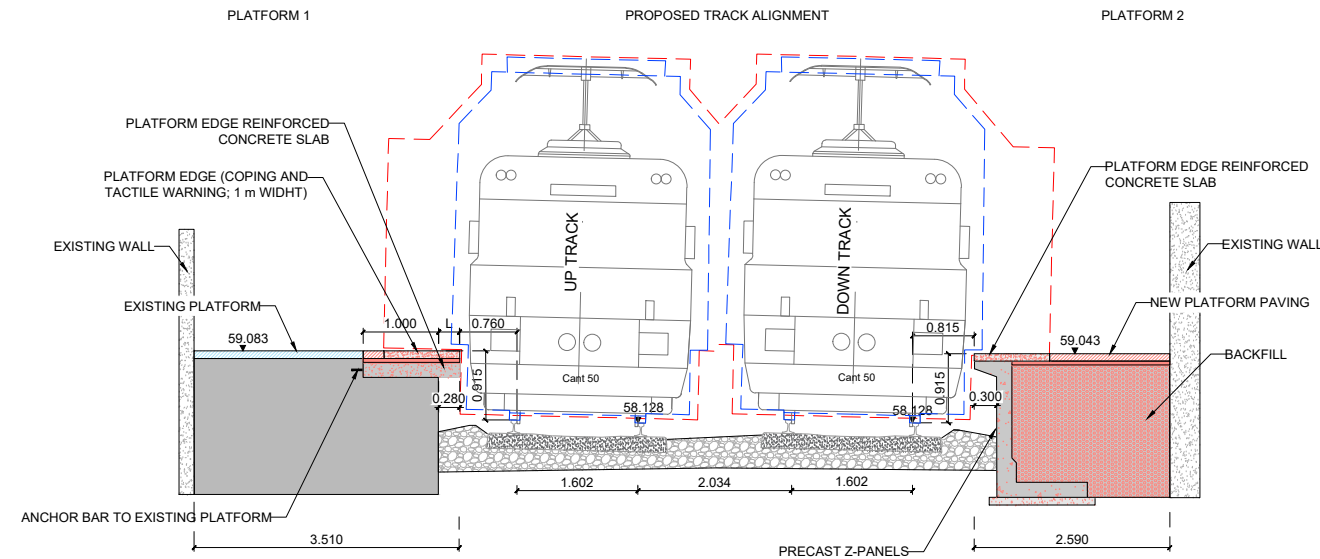 PLATFORM 1
PROPOSED TRACK ALIGNMENT
PLATFORM 2
PLATFORM EDGE REINFORCED
CONCRETE SLAB
PLATFORM EDGE (COPING AND
TACTILE WARNING; 1 m WIDHT)
EXISTING WALL
EXISTING PLATFORM
59.083
1.000
L
0.760
0.915
0.280
UP TRACK
Cant 50
58.128
DOWN TRACK
Cant 50
58.128
0.815
0.915
0.300
PLATFORM EDGE REINFORCED
CONCRETE SLAB
EXISTING WALL
NEW PLATFORM PAVING
59.043
BACKFILL
1.602
2.034
1.602
ANCHOR BAR TO EXISTING PLATFORM
3.510
PRECAST Z-PANELS
2.590